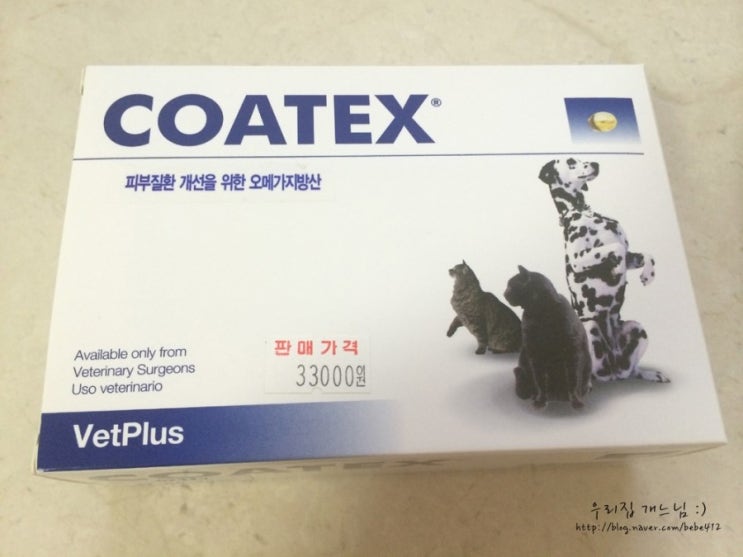 COATEX®
피부질환 개선을 위한 오메가지방산
Available only from
Veterinary Surgeons
Uso veterinario
판매가격
33000원
VetPlus
COATEX
우리집 개느님 :)
http://blog.naver.com/bebe412